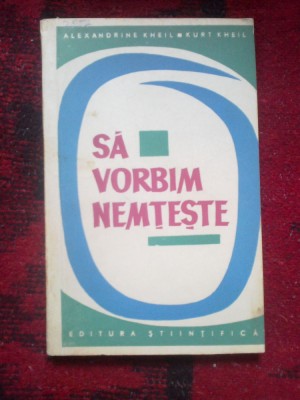 ALEXANDRINE KHEIL KURT KHEIL
SĂ
VORBIM
NEMȚEȘTE
EDITURA ȘTIINȚIFICĂ